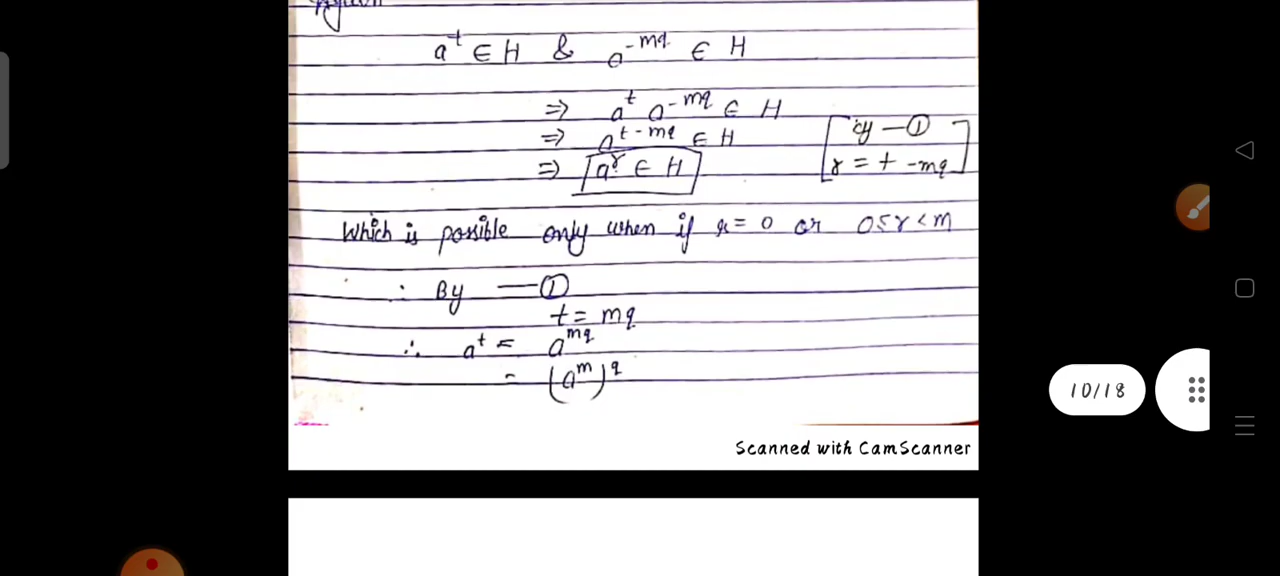 a^t ∈ H & a^-mq ∈ H
⇒ a^t a^-mq ∈ H
⇒ a^t-mq ∈ H [by —①
⇒ a^r ∈ H r = t - mq]
Which is possible only when if r = 0 or 0≤r<m
∴ By —①
t = mq
∴ a^t = a^mq
= (a^m)^q
Scanned with CamScanner
10/18